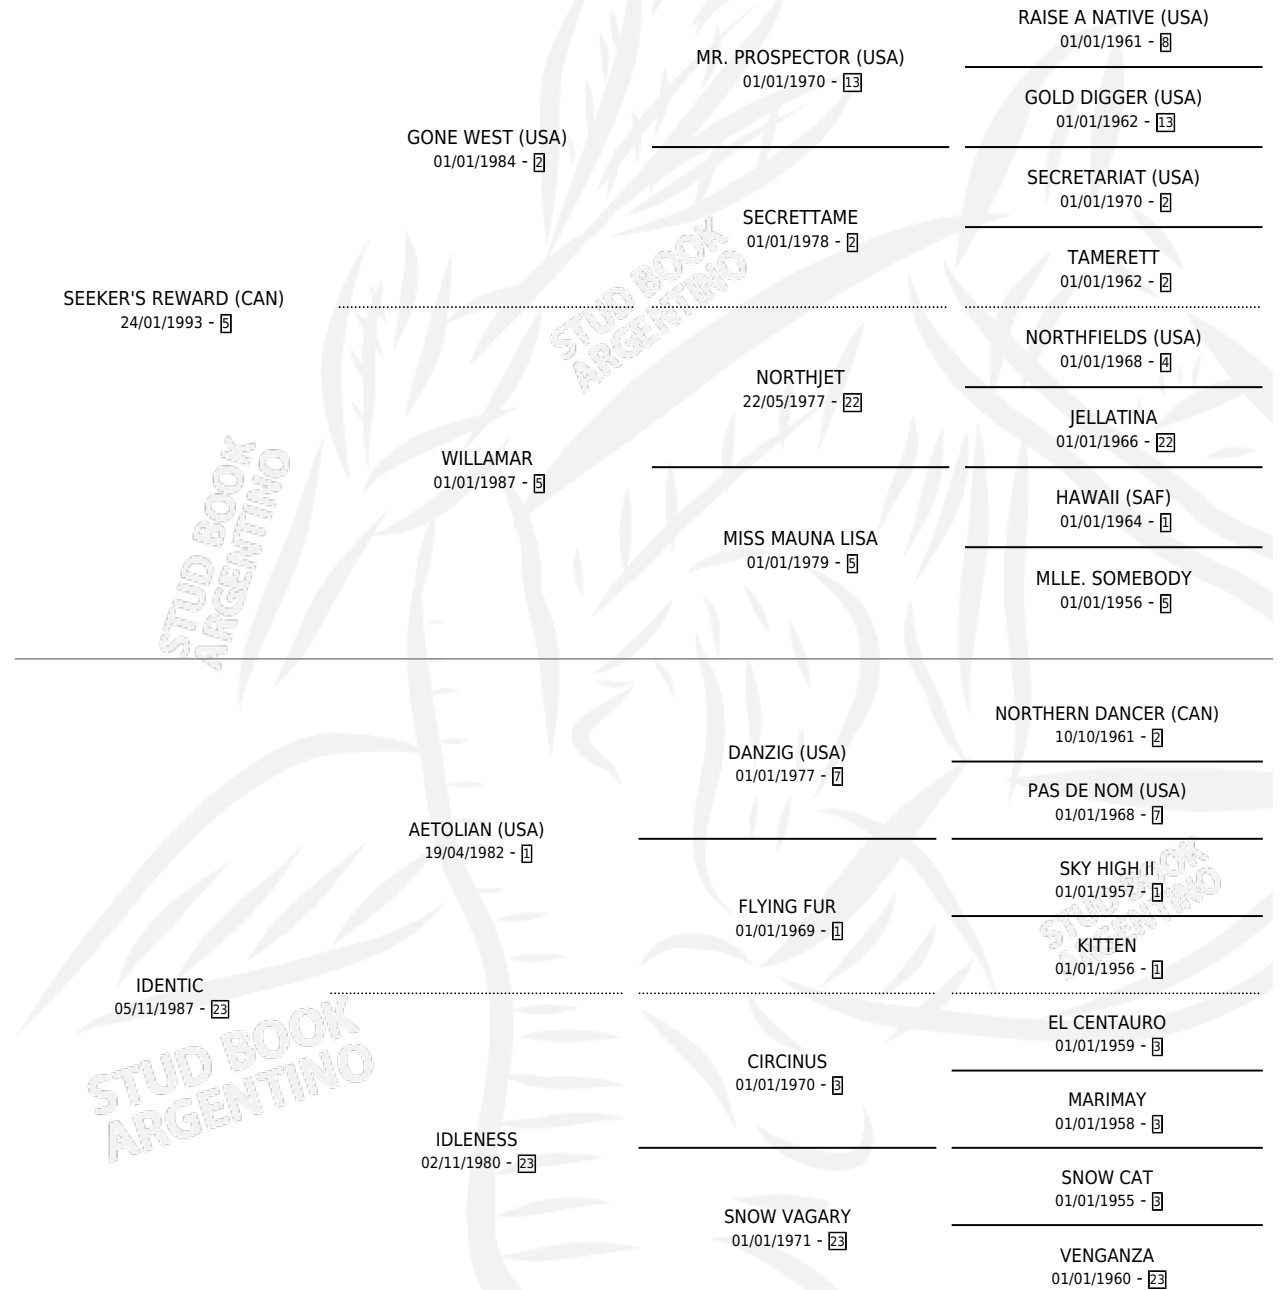 RAISE A NATIVE (USA)
01/01/1961 - 8
MR. PROSPECTOR (USA)
01/01/1970 - 13
GOLD DIGGER (USA)
01/01/1962 - 13
GONE WEST (USA)
01/01/1984 - 2
SECRETARIAT (USA)
01/01/1970 - 2
SECRETTAME
01/01/1978 - 2
TAMERETT
01/01/1962 - 2
SEEKER'S REWARD (CAN)
24/01/1993 - 5
NORTHFIELDS (USA)
01/01/1968 - 4
NORTHJET
22/05/1977 - 22
JELLATINA
01/01/1966 - 22
WILLAMAR
01/01/1987 - 5
HAWAII (SAF)
01/01/1964 - 1
MISS MAUNA LISA
01/01/1979 - 5
MLLE. SOMEBODY
01/01/1956 - 5
NORTHERN DANCER (CAN)
10/10/1961 - 2
DANZIG (USA)
01/01/1977 - 7
PAS DE NOM (USA)
01/01/1968 - 7
AETOLIAN (USA)
19/04/1982 - 1
SKY HIGH II
01/01/1957 - 1
FLYING FUR
01/01/1969 - 1
KITTEN
01/01/1956 - 1
IDENTIC
05/11/1987 - 23
EL CENTAURO
01/01/1959 - 3
CIRCINUS
01/01/1970 - 3
MARIMAY
01/01/1958 - 3
IDLENESS
02/11/1980 - 23
SNOW CAT
01/01/1955 - 3
SNOW VAGARY
01/01/1971 - 23
VENGANZA
01/01/1960 - 23
STUD BOOK
ARGENTINO
STUD BOOK
ARGENTINO
STUD BOOK
ARGENTINO
STUD BOOK
ARGENTINO